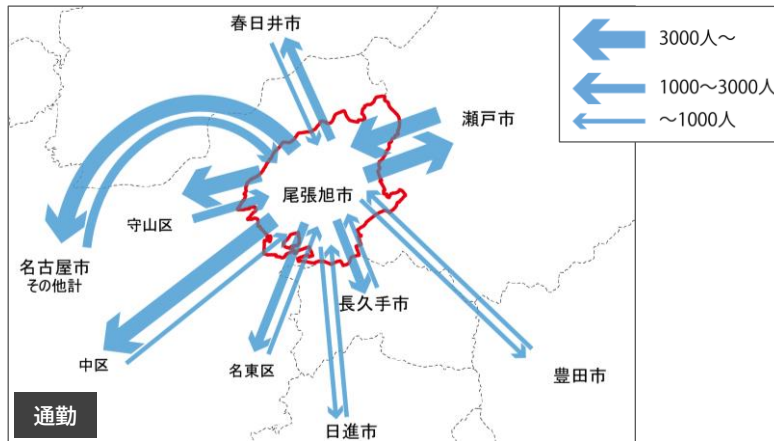 春日井市
3000人～
1000～3000人
～1000人
瀬戸市
尾張旭市
守山区
名古屋市
その他計
長久手市
中区
名東区
豊田市
日進市
通勤